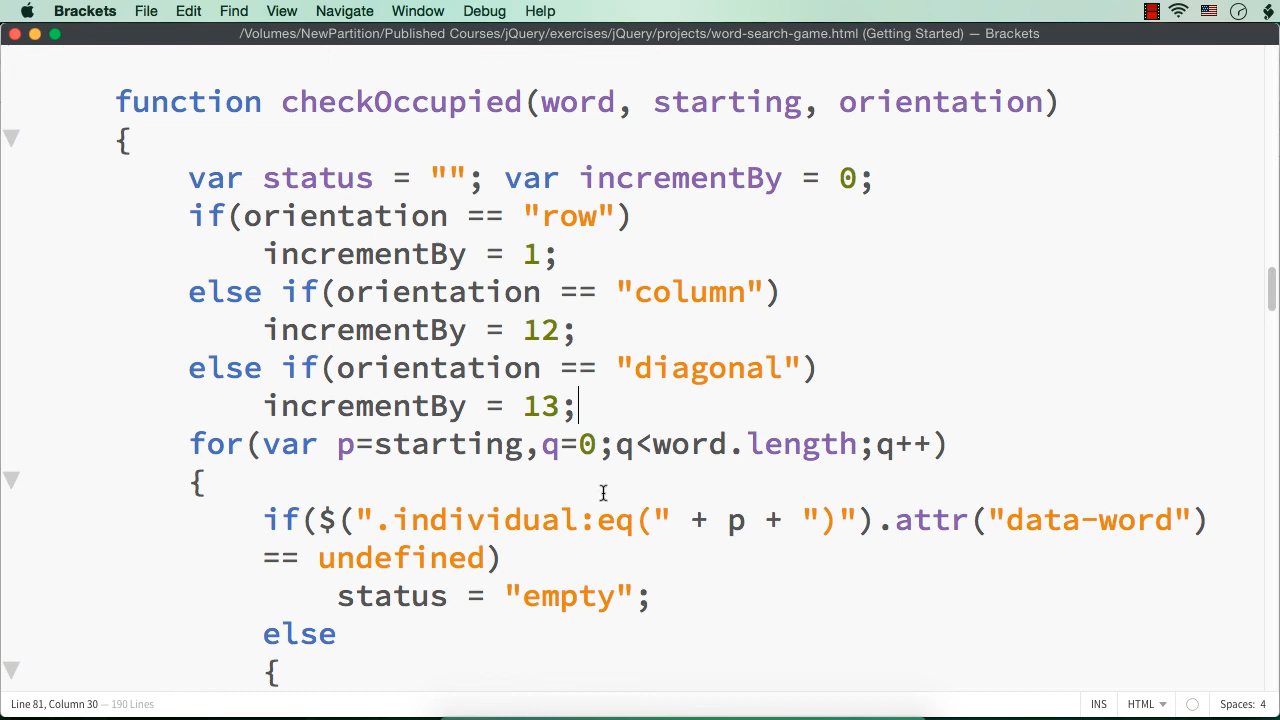 Brackets File Edit Find View Navigate Window Debug Help
/Volumes/NewPartition/Published Courses/jQuery/exercises/jQuery/projects/word-search-game.html (Getting Started) — Brackets
function checkOccupied(word, starting, orientation)
{
var status = ""; var incrementBy = 0;
if(orientation == "row")
incrementBy = 1;
else if(orientation == "column")
incrementBy = 12;
else if(orientation == "diagonal")
incrementBy = 13;
for(var p=starting,q=0;q<word.length;q++)
{
if($(".individual:eq(" + p + ")").attr("data-word")
== undefined)
status = "empty";
else
{
Line 81, Column 30 — 190 Lines INS HTML Spaces: 4